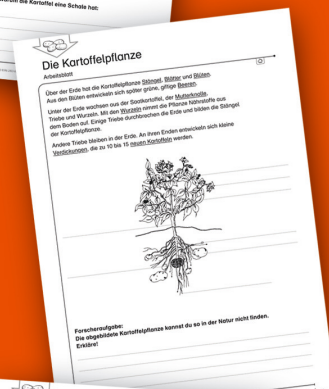 die Kartoffel eine Schale hat:
Die Kartoffelpflanze
Arbeitsblatt
Über der Erde hat die Kartoffelpflanze Stängel, Blätter und Blüten.
Aus den Blüten entwickeln sich später grüne, giftige Beeren.
Unter der Erde wachsen aus der Saatkartoffel, der Mutterknolle,
Triebe und Wurzeln. Mit den Wurzeln nimmt die Pflanze Nährstoffe aus
dem Boden auf. Einige Triebe durchbrechen die Erde und bilden die Stängel
der Kartoffelpflanze.
Andere Triebe bleiben in der Erde. An ihren Enden entwickeln sich kleine
Verdickungen, die zu 10 bis 15 neuen Kartoffeln werden.
Forscheraufgabe:
Die abgebildete Kartoffelpflanze kannst du so in der Natur nicht finden.
Erkläre!